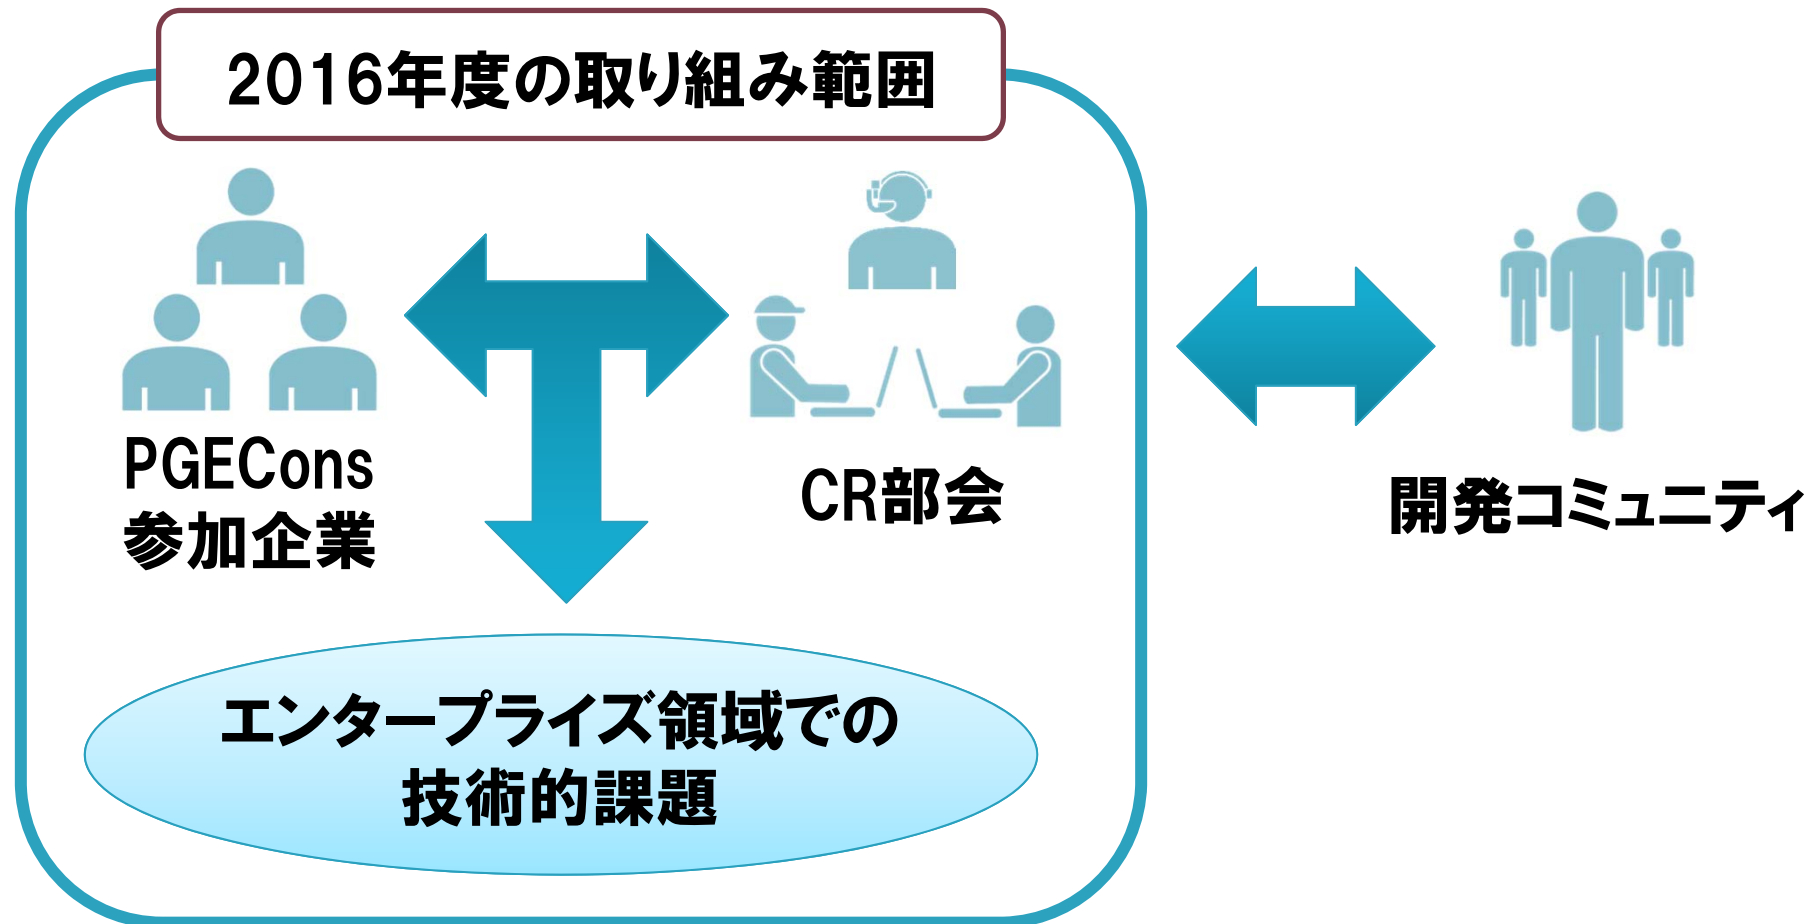 2016年度の取り組み範囲
PGECons
参加企業
CR部会
開発コミュニティ
エンタープライズ領域での
技術的課題